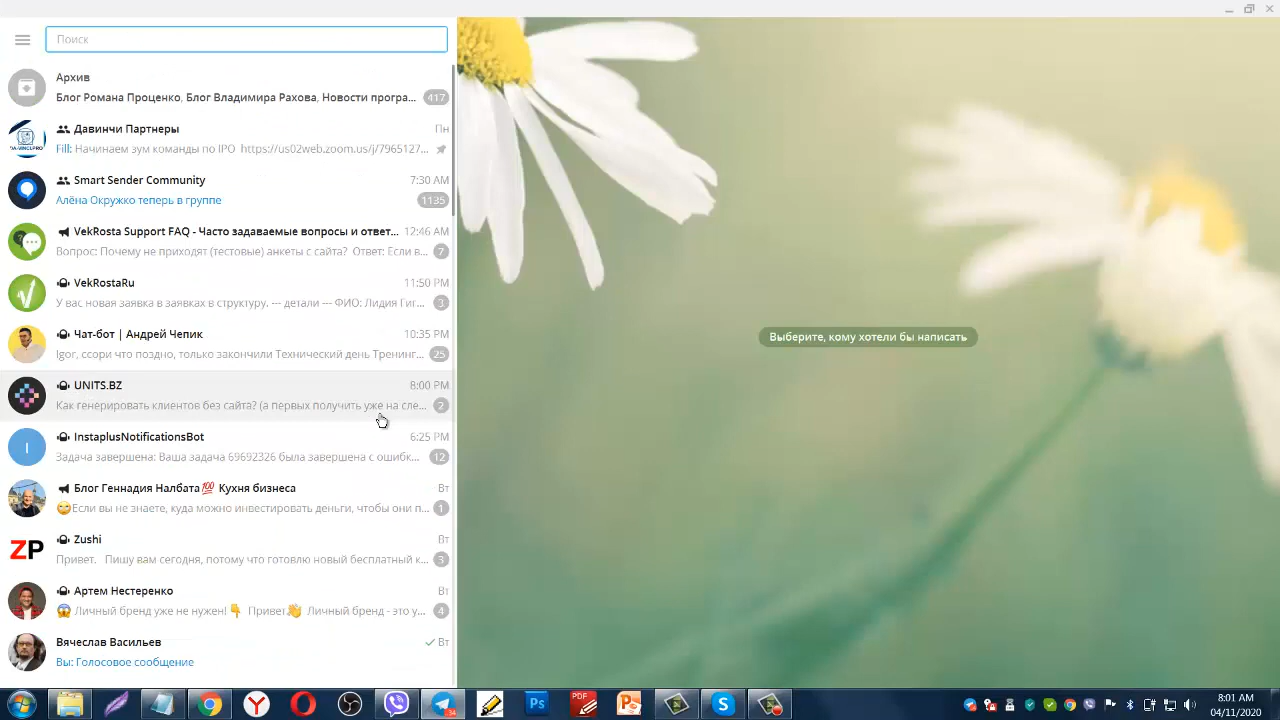 Поиск
Архив
Блог Романа Проценко, Блог Владимира Рахова, Новости програ... 417
Давинчи Партнеры Пн
Fill: Начинаем зум команды по IPO https://us02web.zoom.us/j/7965127...
Smart Sender Community 7:30 AM
Алёна Окружко теперь в группе 1135
VekRosta Support FAQ - Часто задаваемые вопросы и ответ... 12:46 AM
Вопрос: Почему не приходят (тестовые) анкеты с сайта? Ответ: Если в... 7
VekRostaRu 11:50 PM
У вас новая заявка в заявках в структуру. --- детали --- ФИО: Лидия Гиг... 3
Чат-бот | Андрей Чепик 10:35 PM
Igor, ссори что поздно, только закончили Технический день Тренинг... 25
UNITS.BZ 8:00 PM
Как генерировать клиентов без сайта? (а первых получить уже на сле... 2
InstaplusNotificationsBot 6:25 PM
I
Задача завершена: Ваша задача 69692326 была завершена с ошибк... 12
Блог Геннадия Налбата💯 Кухня бизнеса Вт
😄Если вы не знаете, куда можно инвестировать деньги, чтобы они п... 1
Zushi Вт
ZP
Привет. Пишу вам сегодня, потому что готовлю новый бесплатный к... 3
Артем Нестеренко Вт
😱 Личный бренд уже не нужен! 👇 Привет👋 Личный бренд - это у... 4
Вячеслав Васильев Вт
Вы: Голосовое сообщение
Выберите, кому хотели бы написать
34
Ps
PDF
8:01 AM
04/11/2020